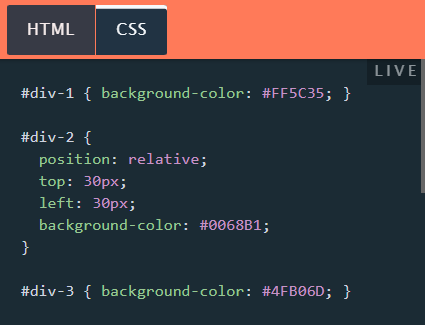 HTML
CSS
LIVE
#div-1 { background-color: #FF5C35; }
#div-2 {
  position: relative;
  top: 30px;
  left: 30px;
  background-color: #0068B1;
}
#div-3 { background-color: #4FB06D; }